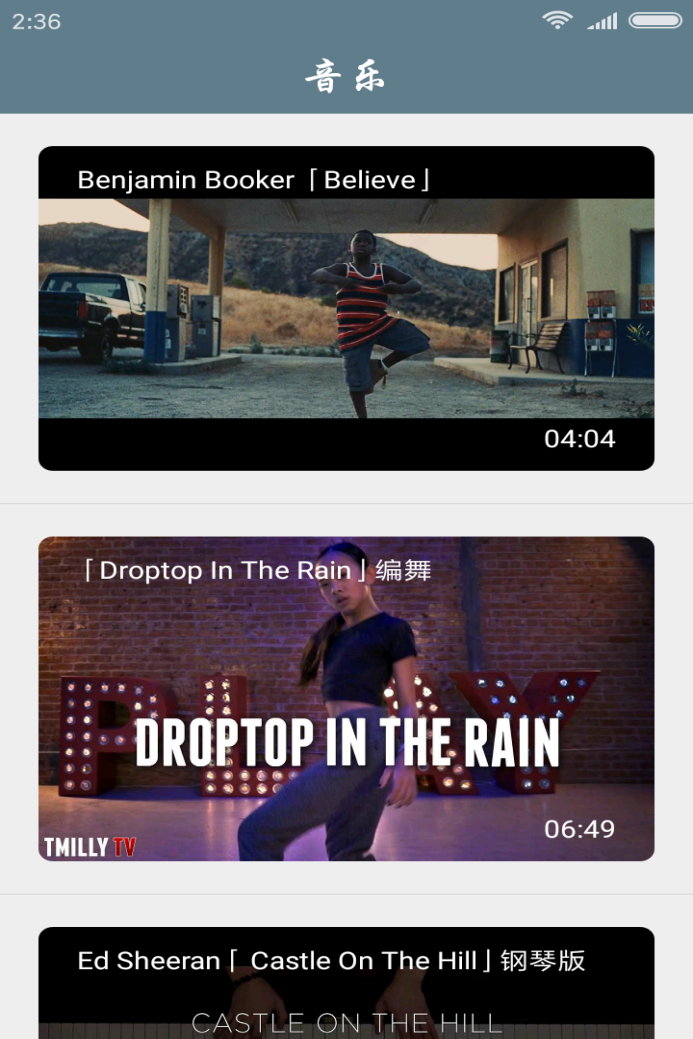 2:36
音乐
Benjamin Booker「Believe」
04:04
「Droptop In The Rain」编舞
PLAY
DROPTOP IN THE RAIN
06:49
TMILLY TV
Ed Sheeran「 Castle On The Hill」钢琴版
CASTLE ON THE HILL